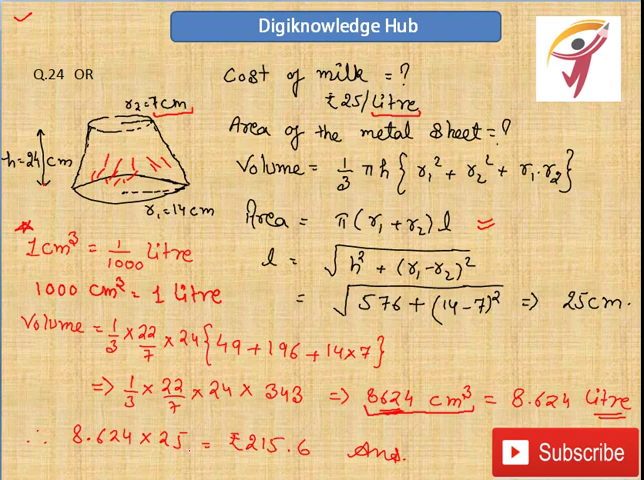 Digiknowledge Hub
Q.24 OR
Cost of milk = ?
₹25/Litre
r₂=7cm
Area of the metal sheet = ?
h=24 cm
Volume = 1/3 πh { r₁² + r₂² + r₁·r₂ }
r₁=14cm
Area = π(r₁ + r₂) l
1cm³ = 1/1000 Litre
l = √(h² + (r₁-r₂)²)
1000 cm³ = 1 Litre
= √(576 + (14-7)²) ⇒ 25cm.
Volume = 1/3 × 22/7 × 24 { 49 + 196 + 14×7 }
⇒ 1/3 × 22/7 × 24 × 343 ⇒ 8624 cm³ = 8.624 Litre
∴ 8.624 × 25 = ₹215.6 Ans.
Subscribe